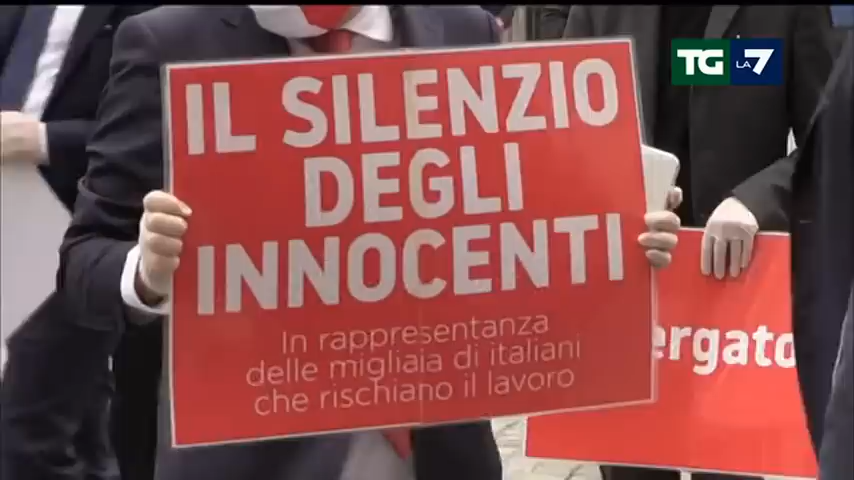 TG LA7
IL SILENZIO
DEGLI
INNOCENTI
In rappresentanza
delle migliaia di italiani
che rischiano il lavoro